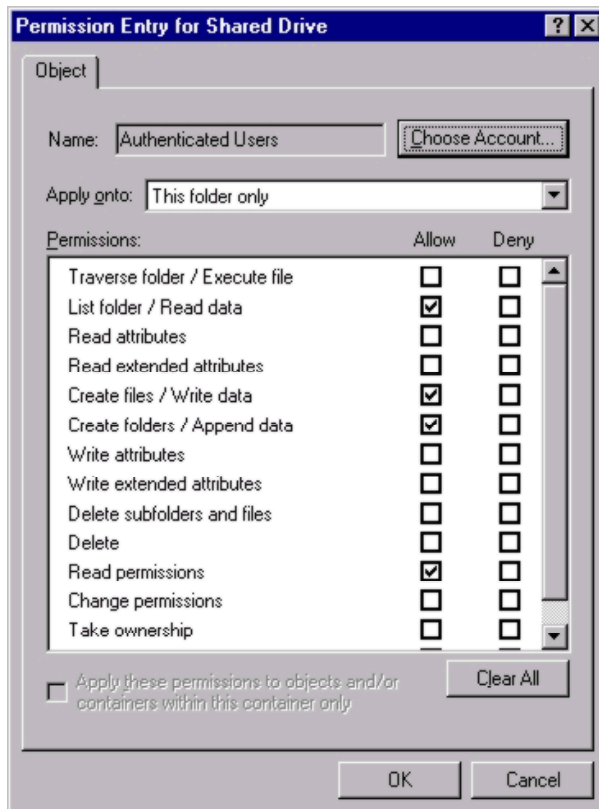 Permission Entry for Shared Drive
Object
Name: Authenticated Users Choose Account...
Apply onto: This folder only
Permissions: Allow Deny
Traverse folder / Execute file
List folder / Read data
Read attributes
Read extended attributes
Create files / Write data
Create folders / Append data
Write attributes
Write extended attributes
Delete subfolders and files
Delete
Read permissions
Change permissions
Take ownership
Apply these permissions to objects and/or
containers within this container only
Clear All
OK Cancel